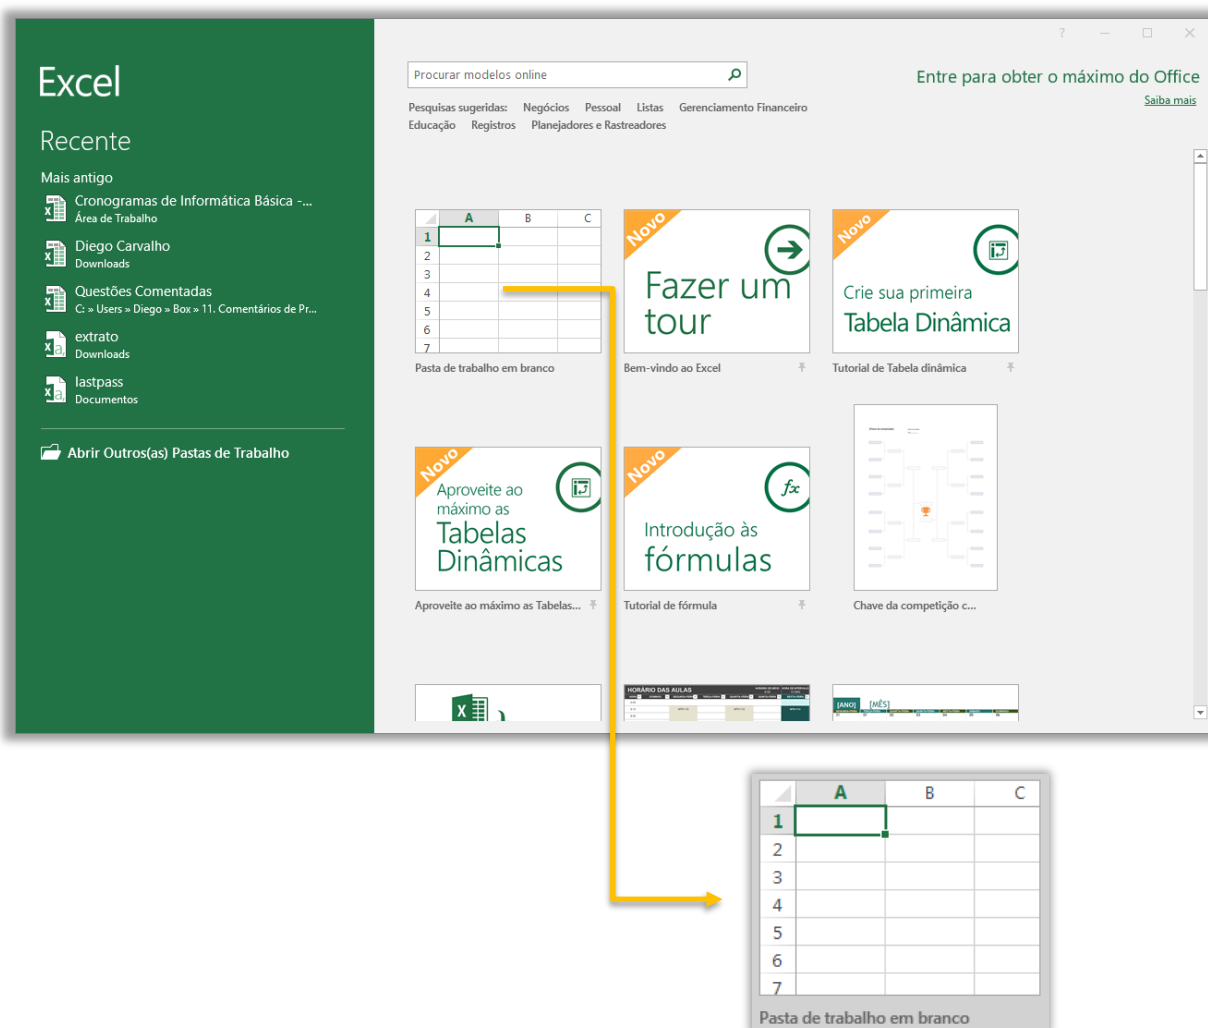 Excel
Recente
Mais antigo
Cronogramas de Informática Básica -...
Área de Trabalho
Diego Carvalho
Downloads
Questões Comentadas
C: » Users » Diego » Box » 11. Comentários de Pr...
extrato
Downloads
lastpass
Documentos
Abrir Outros(as) Pastas de Trabalho
?
Procurar modelos online
Entre para obter o máximo do Office
Saiba mais
Pesquisas sugeridas: Negócios Pessoal Listas Gerenciamento Financeiro
Educação Registros Planejadores e Rastreadores
A B C
1
2
3
4
5
6
7
Pasta de trabalho em branco
Novo
Fazer um
tour
Bem-vindo ao Excel
Novo
Crie sua primeira
Tabela Dinâmica
Tutorial de Tabela dinâmica
Novo
Aproveite ao
máximo as
Tabelas
Dinâmicas
Aproveite ao máximo as Tabelas...
Novo
fx
Introdução às
fórmulas
Tutorial de fórmula
Chave da competição c...
X
HORÁRIO DAS AULAS
[ANO] [MÊS]
A B C
1
2
3
4
5
6
7
Pasta de trabalho em branco